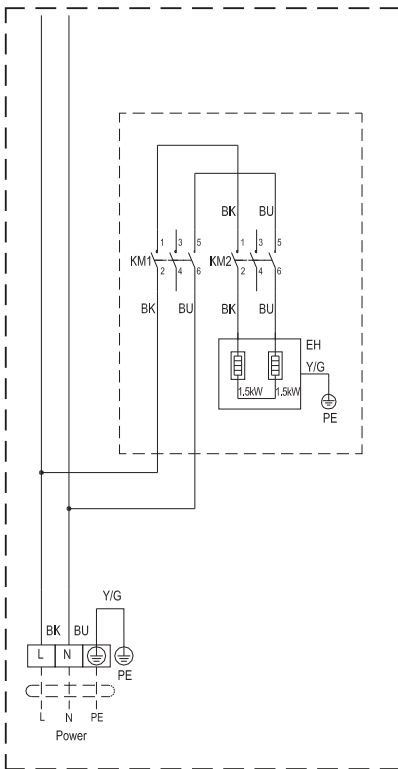 BK BU
1 3 5 1 3 5
KM1 KM2
2 4 6 2 4 6
BK BU BK BU
EH
Y/G
1.5kW 1.5kW
PE
Y/G
BK BU
L N
PE
L N PE
Power